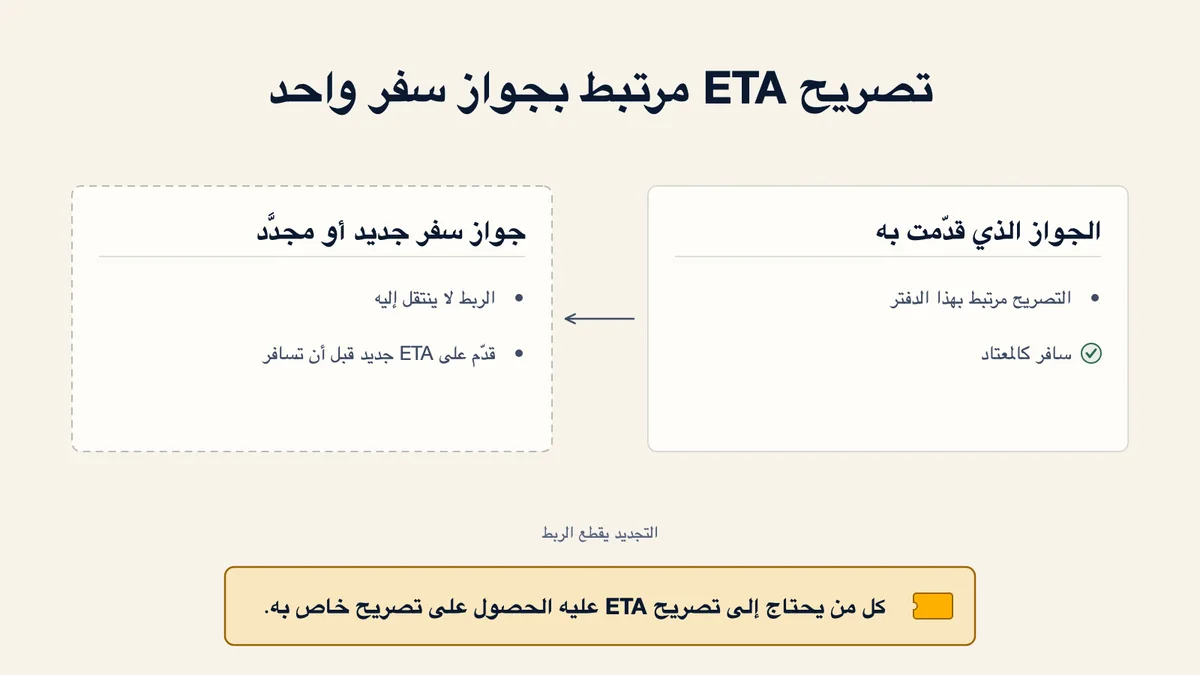 تصريح ETA مرتبط بجواز سفر واحد
الجواز الذي قدّمت به
التصريح مرتبط بهذا الدفتر
سافر كالمعتاد
جواز سفر جديد أو مجدَّد
الربط لا ينتقل إليه
قدّم على ETA جديد قبل أن تسافر
التجديد يقطع الربط
كل من يحتاج إلى تصريح ETA عليه الحصول على تصريح خاص به.